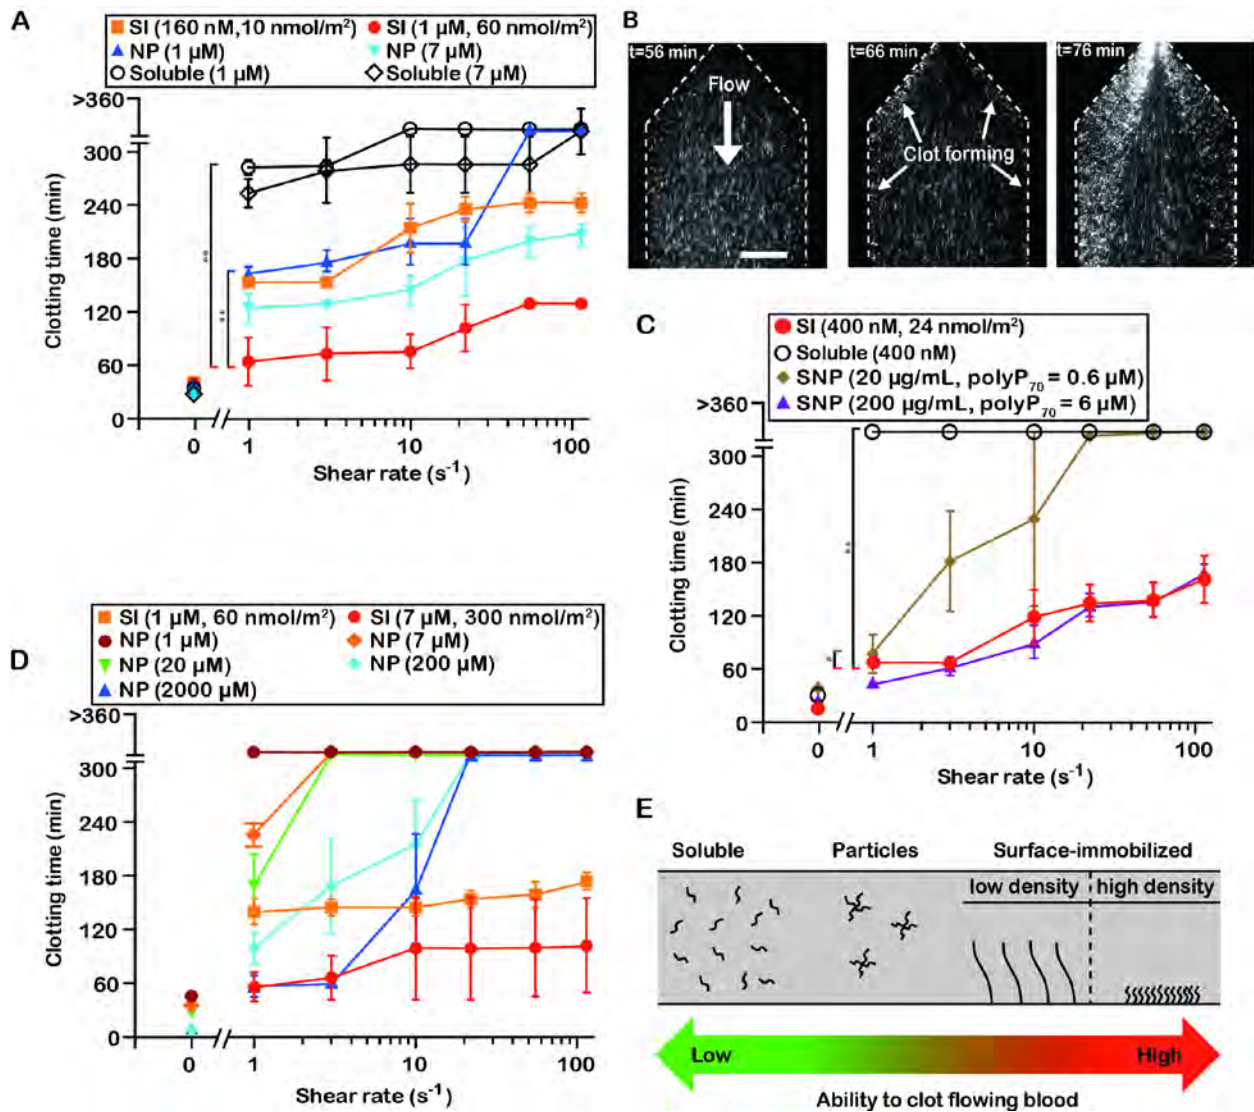 A
SI (160 nM,10 nmol/m²) SI (1 µM, 60 nmol/m²)
NP (1 µM) NP (7 µM)
Soluble (1 µM) Soluble (7 µM)
>360
300
240
180
120
60
0
Clotting time (min)
**
**
0 1 10 100
Shear rate (s⁻¹)
B
t=56 min
Flow
t=66 min
Clot forming
t=76 min
C
SI (400 nM, 24 nmol/m²)
Soluble (400 nM)
SNP (20 µg/mL, polyP₇₀ = 0.6 µM)
SNP (200 µg/mL, polyP₇₀ = 6 µM)
>360
300
240
180
120
60
0
Clotting time (min)
**
*
0 1 10 100
Shear rate (s⁻¹)
D
SI (1 µM, 60 nmol/m²) SI (7 µM, 300 nmol/m²)
NP (1 µM) NP (7 µM)
NP (20 µM) NP (200 µM)
NP (2000 µM)
>360
300
240
180
120
60
0
Clotting time (min)
0 1 10 100
Shear rate (s⁻¹)
E
Soluble Particles Surface-immobilized
low density high density
Low High
Ability to clot flowing blood